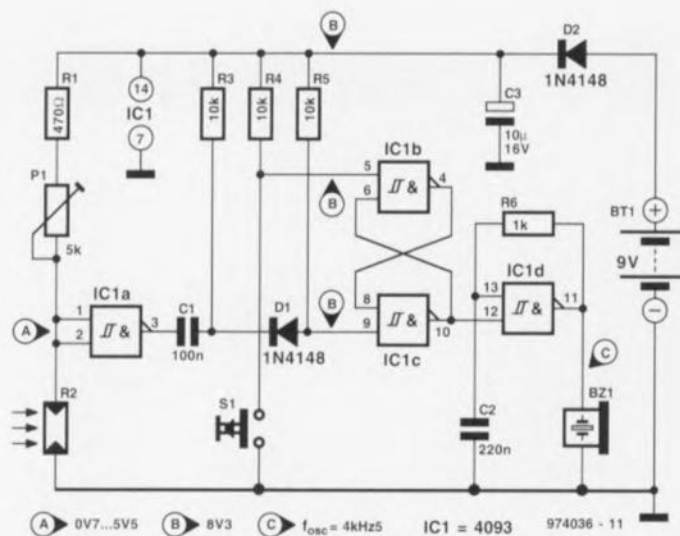 B
D2
1N4148
R1
470Ω
14
IC1
7
R3
10k
R4
10k
R5
10k
C3
10µ
16V
P1
5k
IC1b
5
6
&
4
B
R6
1k
BT1
+
9V
−
IC1a
A
1
2
&
3
C1
100n
D1
1N4148
B
8
9
&
10
IC1c
IC1d
13
12
&
11
C
R2
S1
C2
220n
BZ1
A 0V7...5V5 B 8V3 C fosc = 4kHz5 IC1 = 4093 974036 - 11